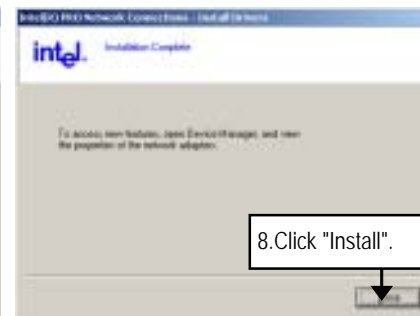 Intel(R) PRO Network Connections - Install Drivers
intel.
Installation Complete
To access new features, open Device Manager, and view
the properties of the network adapters.
8.Click "Install".